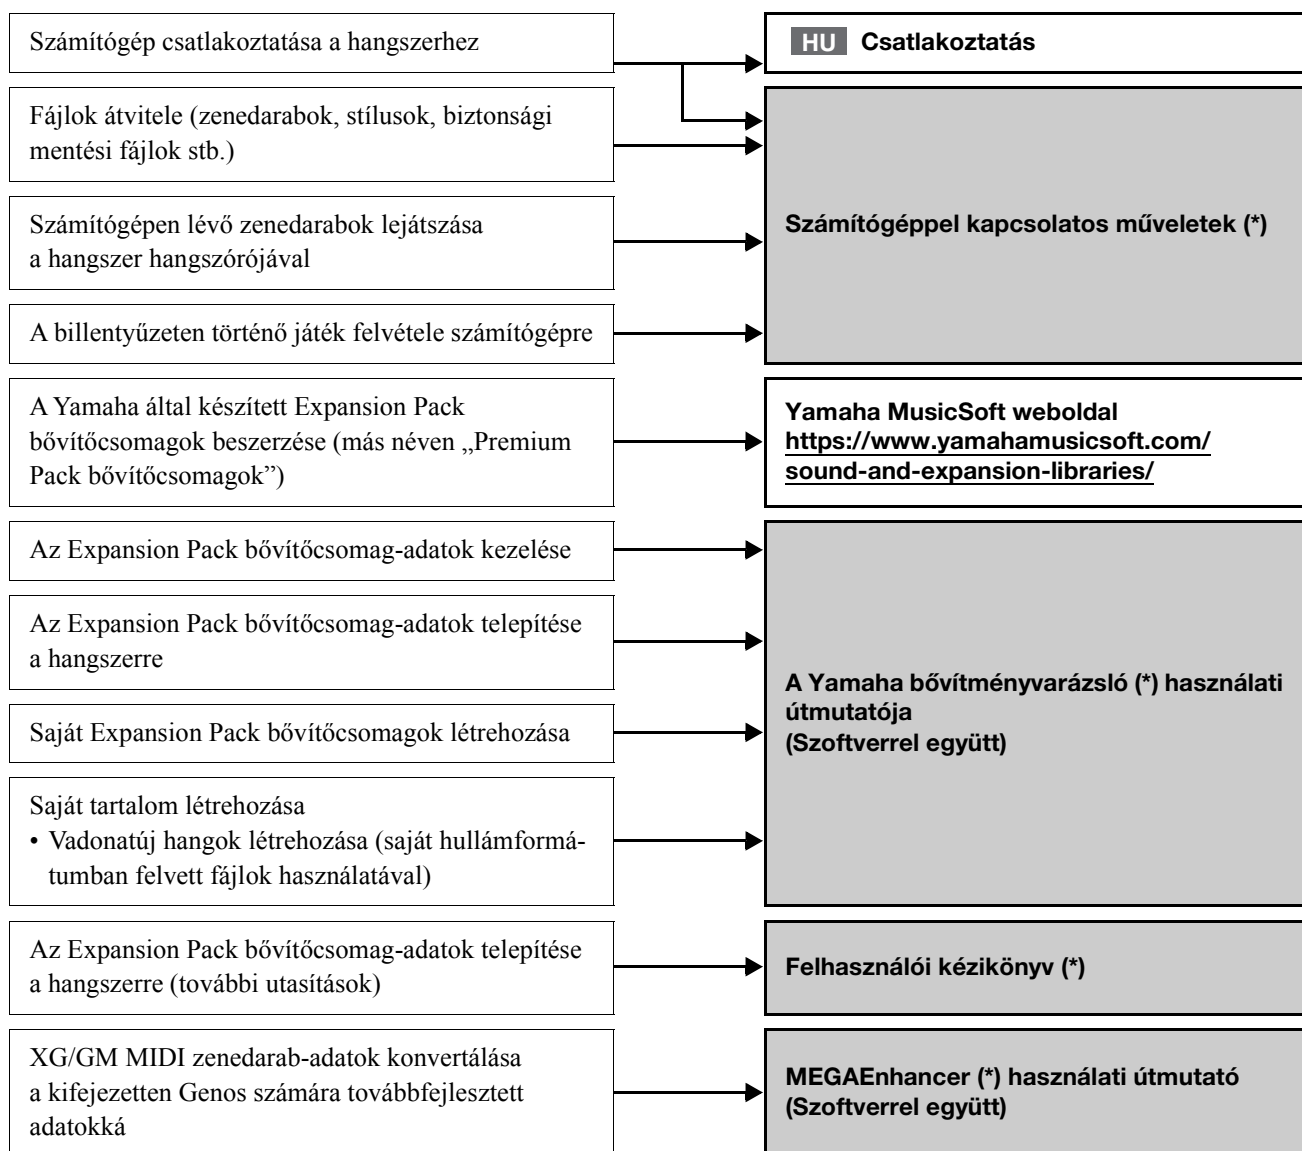 Számítógép csatlakoztatása a hangszerhez
HU Csatlakoztatás
Fájlok átvitele (zenedarabok, stílusok, biztonsági
mentési fájlok stb.)
Számítógépen lévő zenedarabok lejátszása
a hangszer hangszórójával
A billentyűzeten történő játék felvétele számítógépre
Számítógéppel kapcsolatos műveletek (*)
A Yamaha által készített Expansion Pack
bővítőcsomagok beszerzése (más néven „Premium
Pack bővítőcsomagok”)
Yamaha MusicSoft weboldal
https://www.yamahamusicsoft.com/
sound-and-expansion-libraries/
Az Expansion Pack bővítőcsomag-adatok kezelése
Az Expansion Pack bővítőcsomag-adatok telepítése
a hangszerre
Saját Expansion Pack bővítőcsomagok létrehozása
Saját tartalom létrehozása
• Vadonatúj hangok létrehozása (saját hullámformá-
tumban felvett fájlok használatával)
A Yamaha bővítményvarázsló (*) használati
útmutatója
(Szoftverrel együtt)
Az Expansion Pack bővítőcsomag-adatok telepítése
a hangszerre (további utasítások)
Felhasználói kézikönyv (*)
XG/GM MIDI zenedarab-adatok konvertálása
a kifejezetten Genos számára továbbfejlesztett
adatokká
MEGAEnhancer (*) használati útmutató
(Szoftverrel együtt)